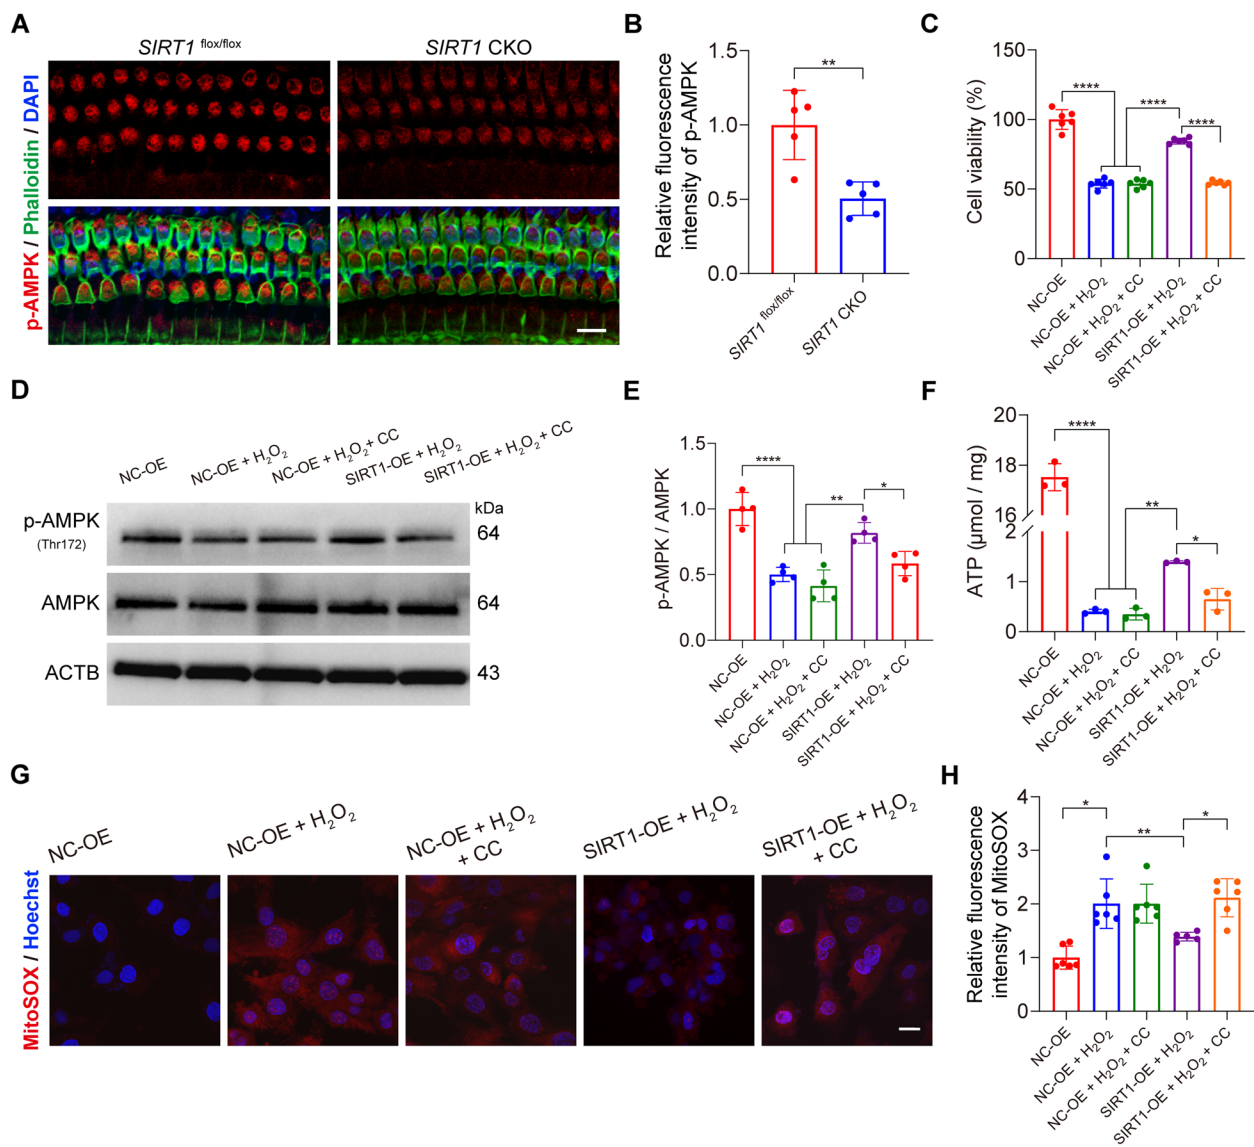 A
SIRT1 flox/flox
SIRT1 CKO
p-AMPK / Phalloidin / DAPI
B
Relative fluorescence
intensity of p-AMPK
1.5
1.0
0.5
0.0
**
SIRT1 flox/flox
SIRT1 CKO
C
Cell viability (%)
150
100
50
0
****
****
****
NC-OE
NC-OE + H₂O₂
NC-OE + H₂O₂ + CC
SIRT1-OE + H₂O₂
SIRT1-OE + H₂O₂ + CC
D
NC-OE
NC-OE + H₂O₂
NC-OE + H₂O₂ + CC
SIRT1-OE + H₂O₂
SIRT1-OE + H₂O₂ + CC
kDa
p-AMPK
(Thr172)
64
AMPK
64
ACTB
43
E
p-AMPK / AMPK
1.5
1.0
0.5
0.0
****
**
*
NC-OE
NC-OE + H₂O₂
NC-OE + H₂O₂ + CC
SIRT1-OE + H₂O₂
SIRT1-OE + H₂O₂ + CC
F
ATP (μmol / mg)
20
18
16
2
1
0
****
**
*
NC-OE
NC-OE + H₂O₂
NC-OE + H₂O₂ + CC
SIRT1-OE + H₂O₂
SIRT1-OE + H₂O₂ + CC
G
NC-OE
NC-OE + H₂O₂
NC-OE + H₂O₂
+ CC
SIRT1-OE + H₂O₂
SIRT1-OE + H₂O₂
+ CC
MitoSOX / Hoechst
H
Relative fluorescence
intensity of MitoSOX
4
3
2
1
0
*
**
*
NC-OE
NC-OE + H₂O₂
NC-OE + H₂O₂ + CC
SIRT1-OE + H₂O₂
SIRT1-OE + H₂O₂ + CC